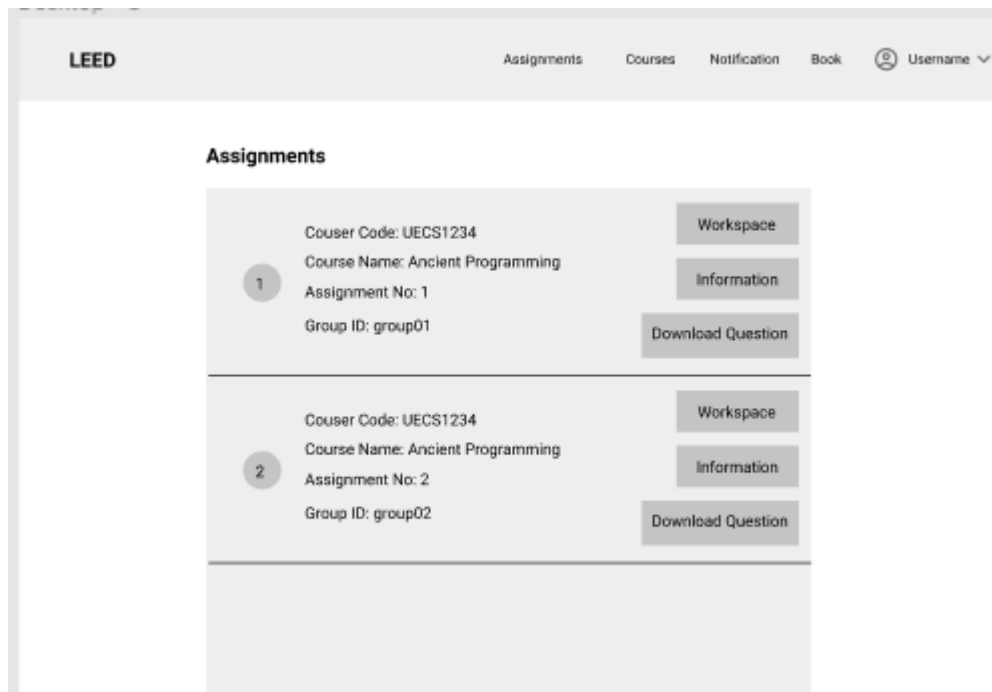 LEED
Assignments Courses Notification Book Username
Assignments
Couser Code: UECS1234
Course Name: Ancient Programming
Assignment No: 1
Group ID: group01
1
Workspace
Information
Download Question
Couser Code: UECS1234
Course Name: Ancient Programming
Assignment No: 2
Group ID: group02
2
Workspace
Information
Download Question